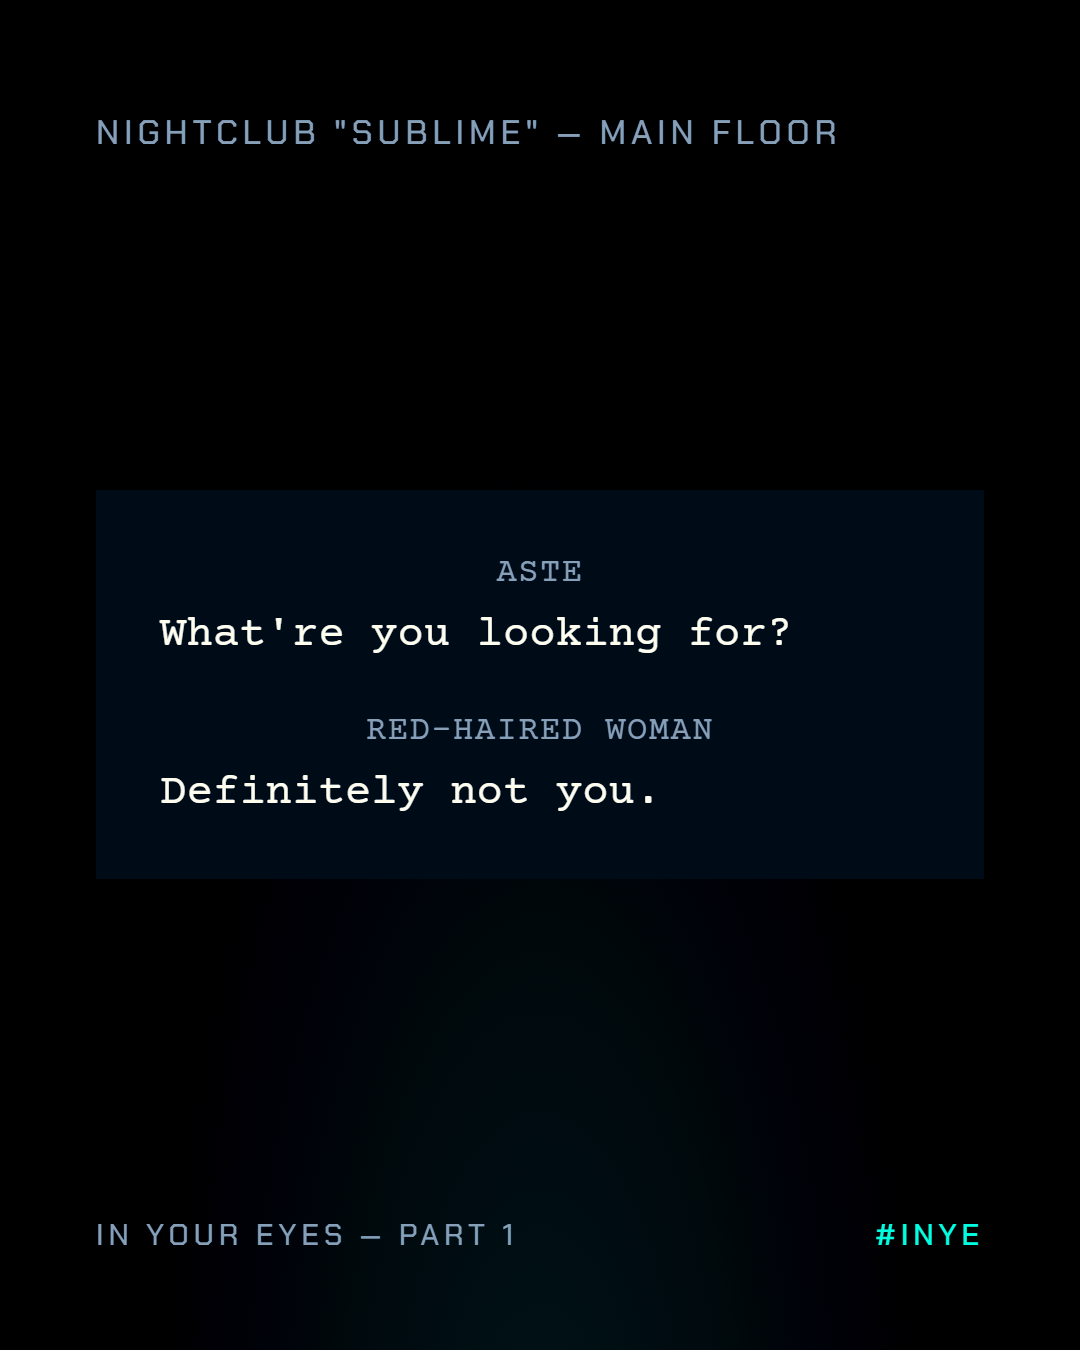 NIGHTCLUB "SUBLIME" — MAIN FLOOR
ASTE
What're you looking for?
RED-HAIRED WOMAN
Definitely not you.
IN YOUR EYES — PART 1
#INYE